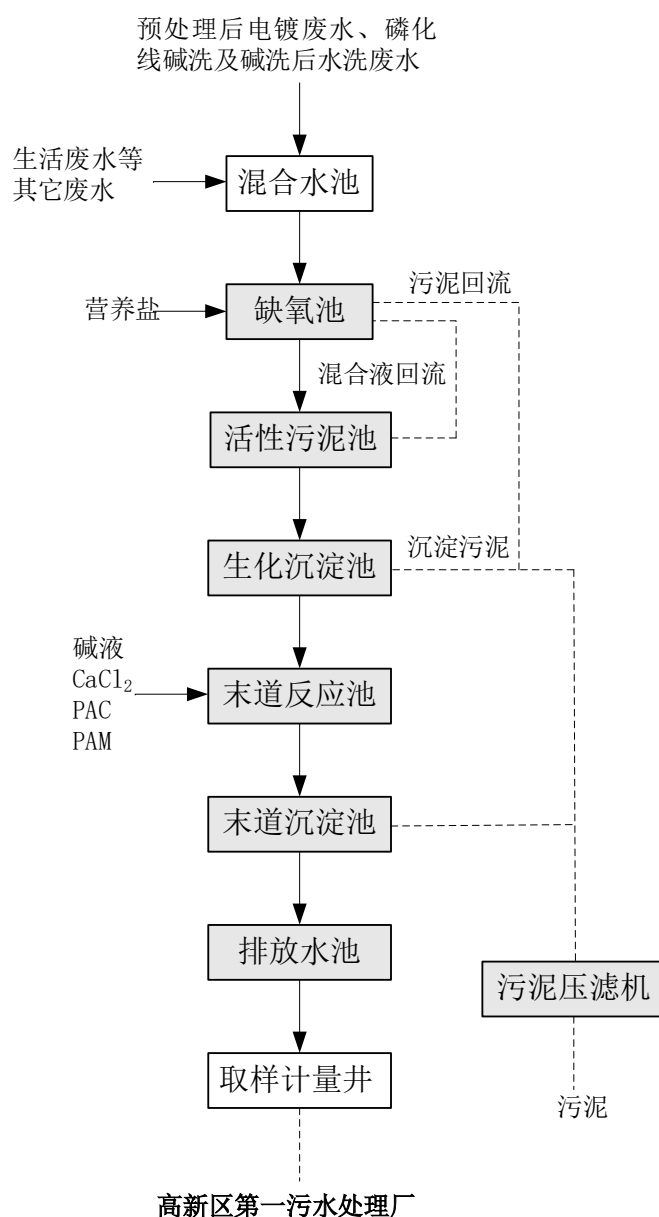 预处理后电镀废水、磷化
线碱洗及碱洗后水洗废水
生活废水等
其它废水
混合水池
污泥回流
营养盐
缺氧池
混合液回流
活性污泥池
沉淀污泥
生化沉淀池
碱液
CaCl₂
PAC
PAM
末道反应池
末道沉淀池
排放水池
污泥压滤机
取样计量井
污泥
高新区第一污水处理厂